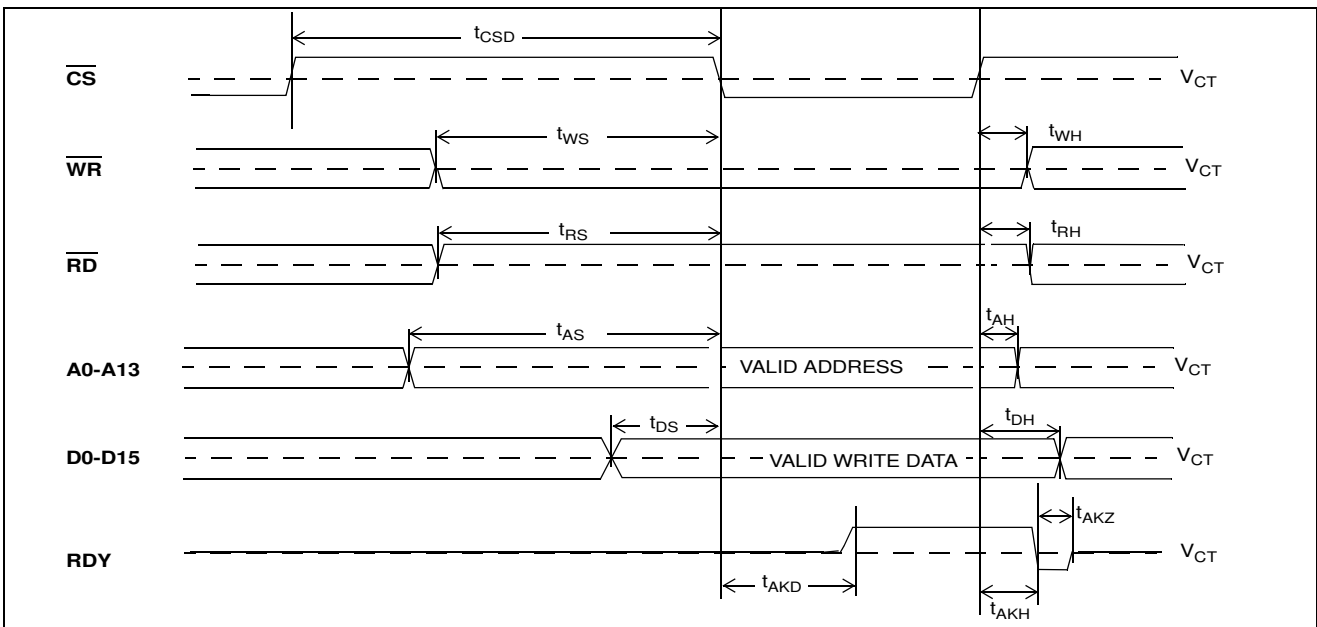 tCSD
CS VCT
tWS tWH
WR VCT
tRS tRH
RD VCT
tAS tAH
A0-A13 VALID ADDRESS VCT
tDS tDH
D0-D15 VALID WRITE DATA VCT
tAKZ
RDY VCT
tAKD
tAKH